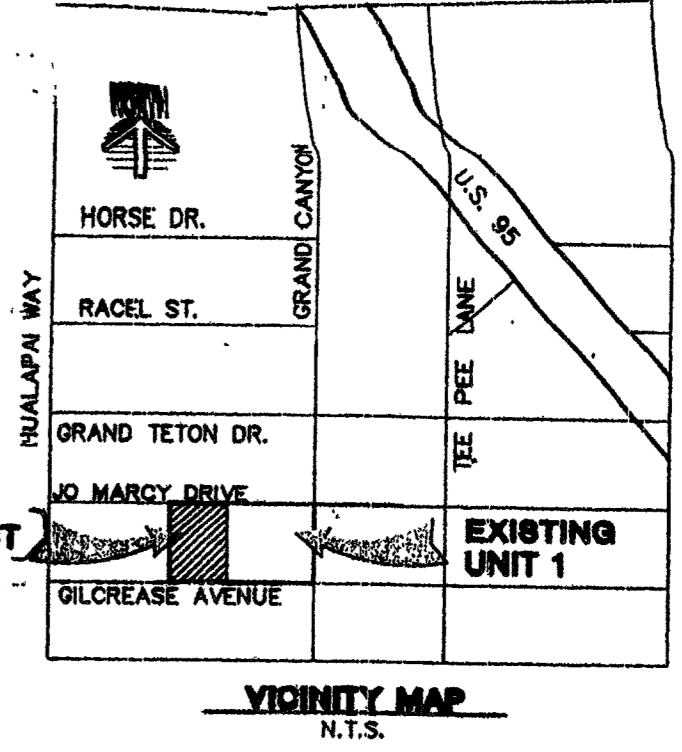 NORTH
HORSE DR.
GRAND CANYON
U.S. 95
HUALAPAI WAY
RACEL ST.
TEE PEE LANE
GRAND TETON DR.
JO MARCY DRIVE
EXISTING
UNIT 1
GILCREASE AVENUE
VICINITY MAP
N.T.S.